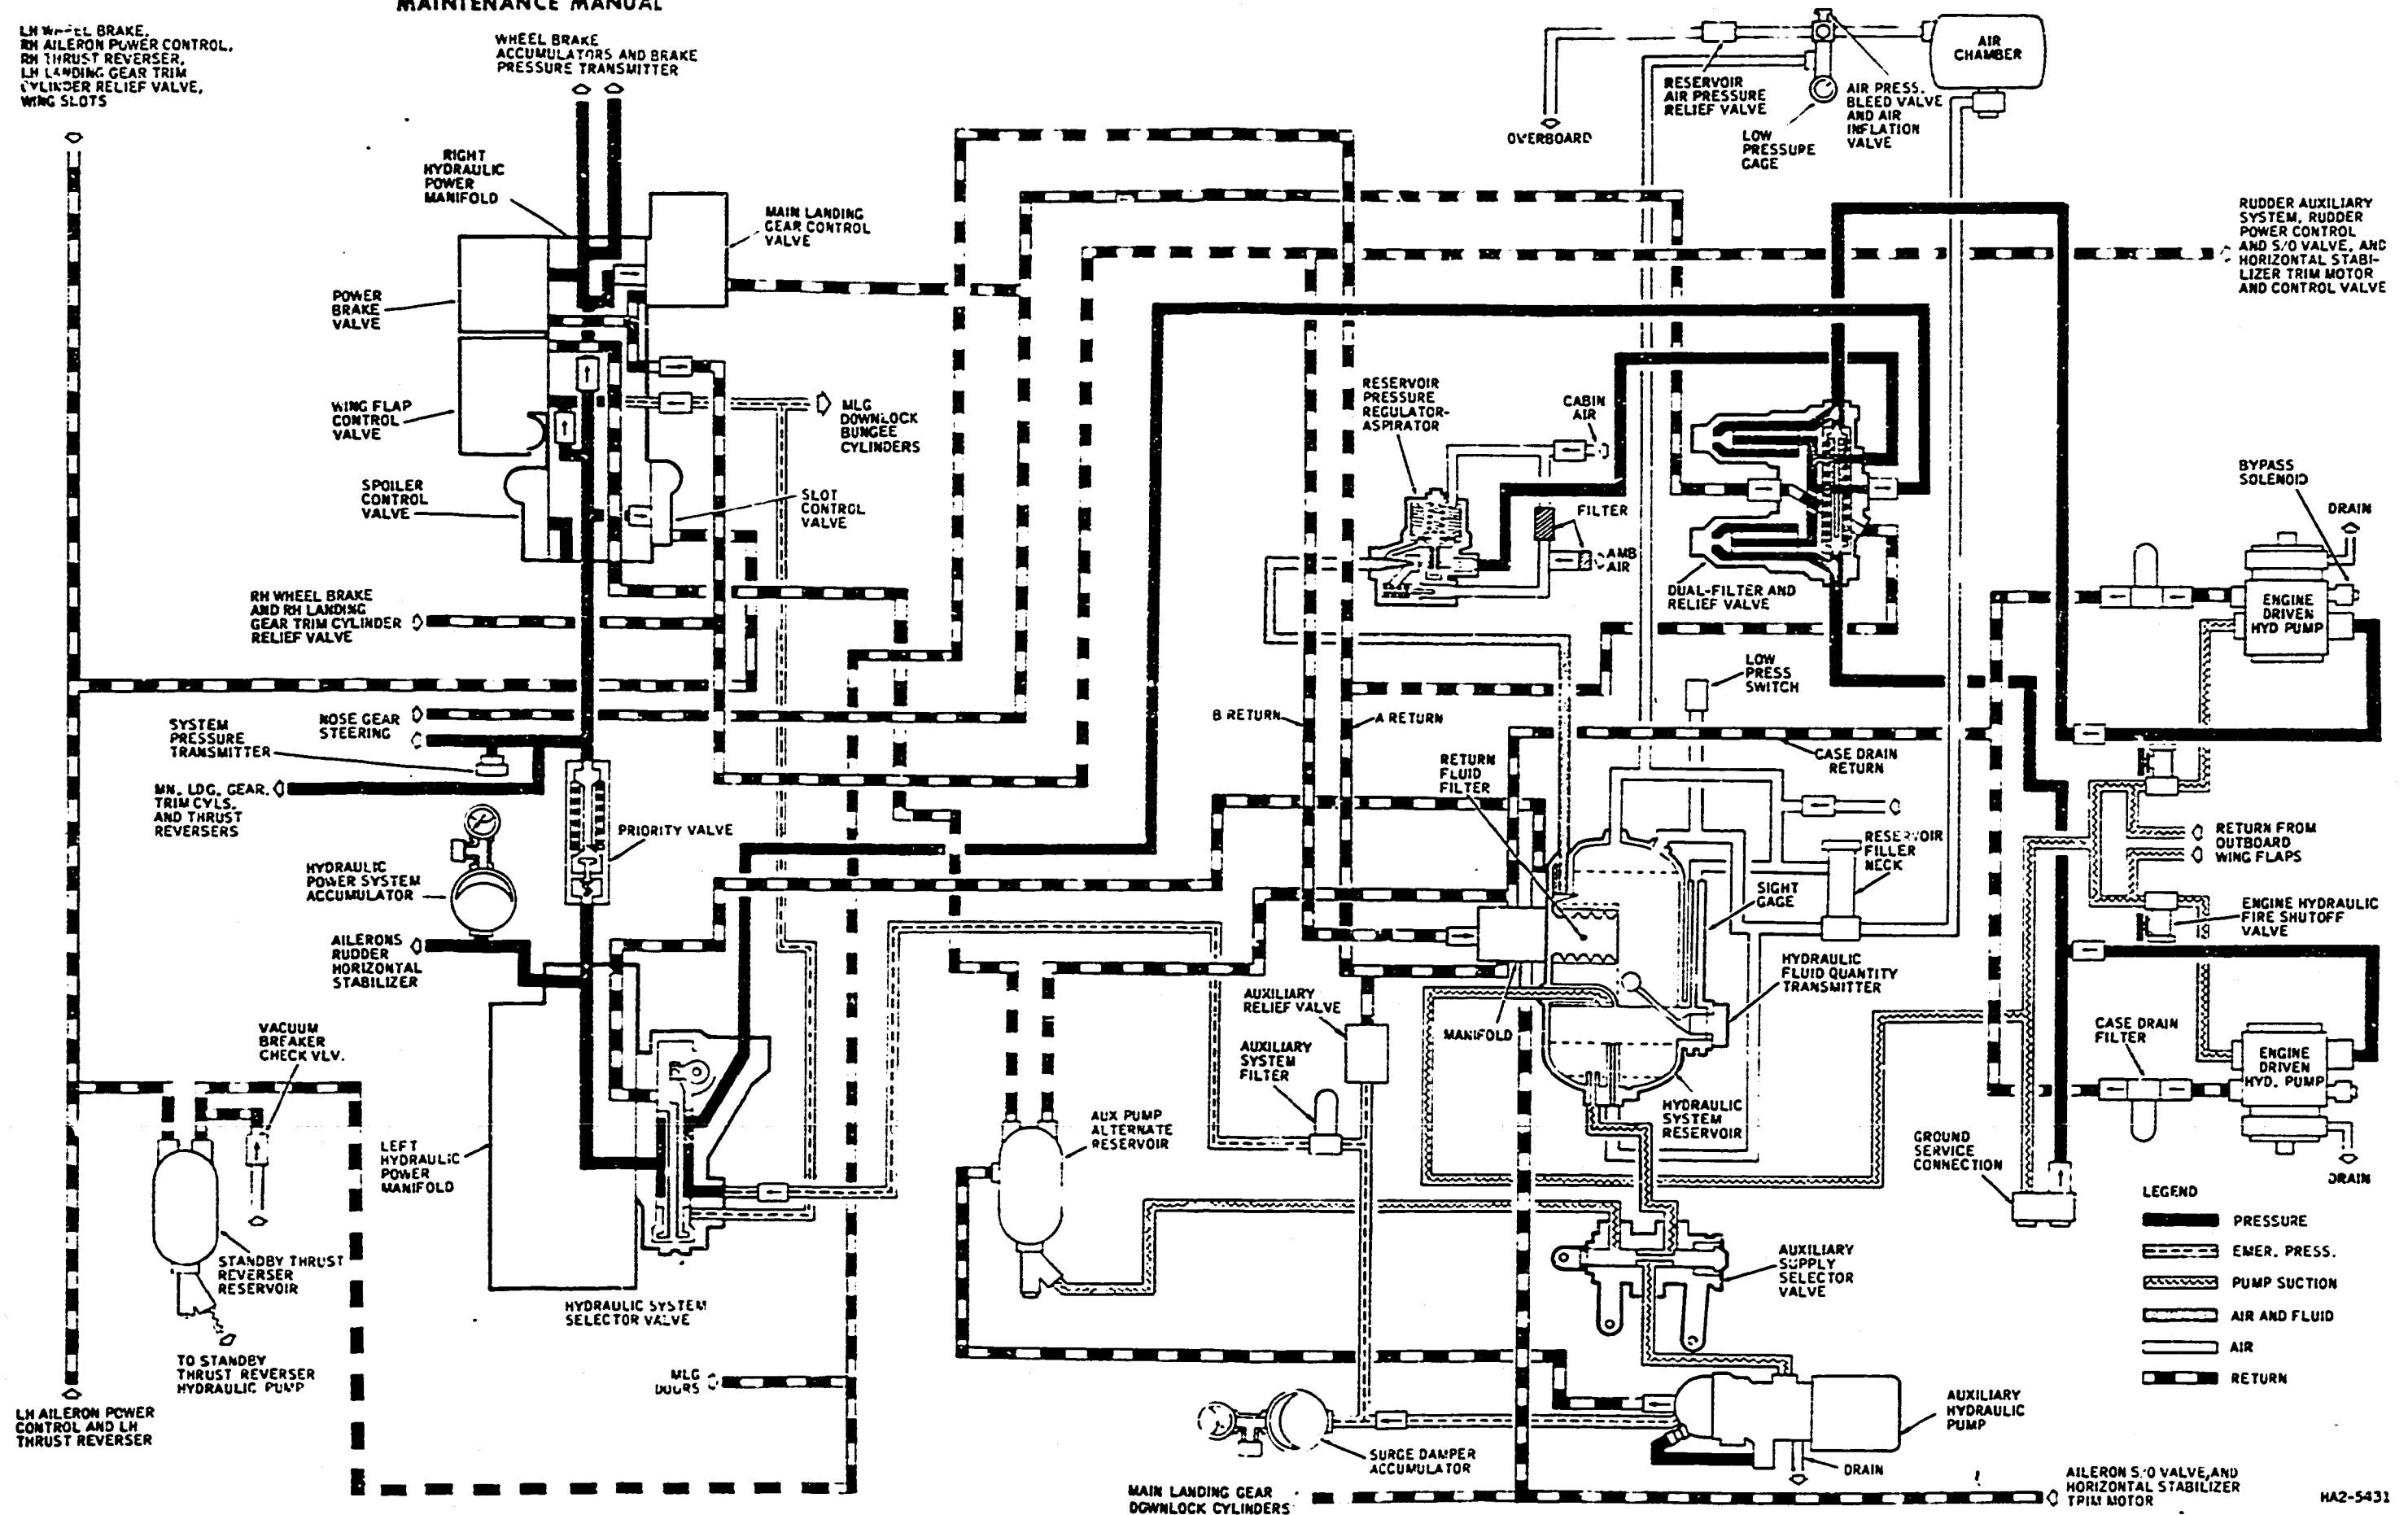 MAINTENANCE MANUAL
LH WHEEL BRAKE,
RH AILERON POWER CONTROL,
RH THRUST REVERSER,
LH LANDING GEAR TRIM
CYLINDER RELIEF VALVE,
WING SLOTS
WHEEL BRAKE
ACCUMULATORS AND BRAKE
PRESSURE TRANSMITTER
RIGHT
HYDRAULIC
POWER
MANIFOLD
MAIN LANDING
GEAR CONTROL
VALVE
POWER
BRAKE
VALVE
WING FLAP
CONTROL
VALVE
MLG
DOWNLOCK
BUNGEE
CYLINDERS
SPOILER
CONTROL
VALVE
SLOT
CONTROL
VALVE
RH WHEEL BRAKE
AND RH LANDING
GEAR TRIM CYLINDER
RELIEF VALVE
NOSE GEAR
STEERING
SYSTEM
PRESSURE
TRANSMITTER
MN. LDG. GEAR,
TRIM CYLS,
AND THRUST
REVERSERS
PRIORITY VALVE
HYDRAULIC
POWER SYSTEM
ACCUMULATOR
AILERONS
RUDDER
HORIZONTAL
STABILIZER
VACUUM
BREAKER
CHECK VLV.
LEFT
HYDRAULIC
POWER
MANIFOLD
STANDBY THRUST
REVERSER
RESERVOIR
HYDRAULIC SYSTEM
SELECTOR VALVE
TO STANDBY
THRUST REVERSER
HYDRAULIC PUMP
LH AILERON POWER
CONTROL AND LH
THRUST REVERSER
MLG
DOORS
AIR
CHAMBER
RESERVOIR
AIR PRESSURE
RELIEF VALVE
AIR PRESS.
BLEED VALVE
AND AIR
INFLATION
VALVE
OVERBOARD
LOW
PRESSURE
GAGE
RUDDER AUXILIARY
SYSTEM, RUDDER
POWER CONTROL
AND S/O VALVE, AND
HORIZONTAL STABI-
LIZER TRIM MOTOR
AND CONTROL VALVE
RESERVOIR
PRESSURE
REGULATOR-
ASPIRATOR
CABIN
AIR
FILTER
AMB
AIR
DUAL-FILTER AND
RELIEF VALVE
BYPASS
SOLENOID
DRAIN
ENGINE
DRIVEN
HYD PUMP
LOW
PRESS
SWITCH
B RETURN
A RETURN
CASE DRAIN
RETURN
RETURN
FLUID
FILTER
RESERVOIR
FILLER
NECK
SIGHT
GAGE
RETURN FROM
OUTBOARD
WING FLAPS
ENGINE HYDRAULIC
FIRE SHUTOFF
VALVE
HYDRAULIC
FLUID QUANTITY
TRANSMITTER
AUXILIARY
RELIEF VALVE
MANIFOLD
AUXILIARY
SYSTEM
FILTER
CASE DRAIN
FILTER
ENGINE
DRIVEN
HYD. PUMP
AUX PUMP
ALTERNATE
RESERVOIR
HYDRAULIC
SYSTEM
RESERVOIR
GROUND
SERVICE
CONNECTION
DRAIN
LEGEND
PRESSURE
EMER. PRESS.
PUMP SUCTION
AIR AND FLUID
AIR
RETURN
AUXILIARY
SUPPLY
SELECTOR
VALVE
AUXILIARY
HYDRAULIC
PUMP
SURGE DAMPER
ACCUMULATOR
DRAIN
MAIN LANDING GEAR
DOWNLOCK CYLINDERS
AILERON S/O VALVE, AND
HORIZONTAL STABILIZER
TRIM MOTOR
HA2-5431